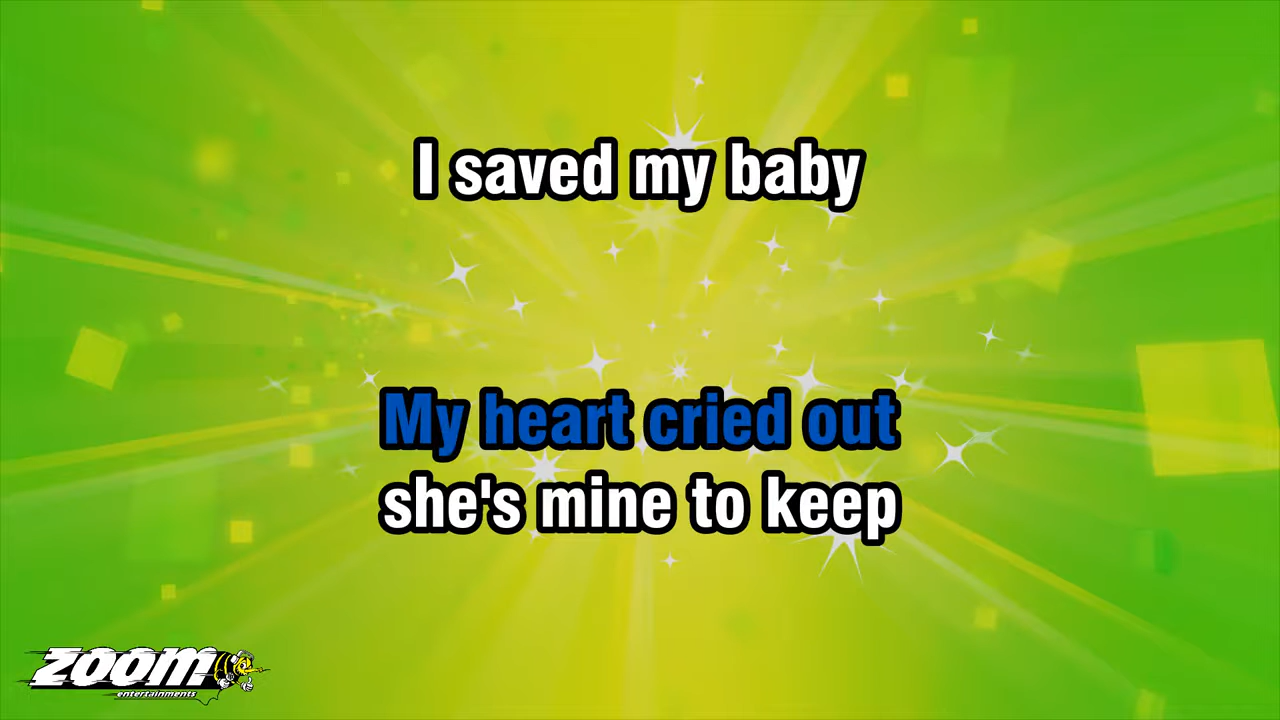 I saved my baby
My heart cried out
she's mine to keep
zoom
entertainments